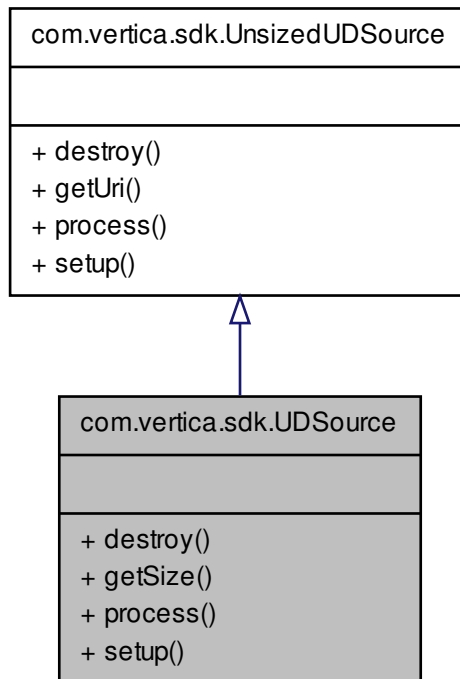 com.vertica.sdk.UnsizedUDSource
+ destroy()
+ getUri()
+ process()
+ setup()
com.vertica.sdk.UDSource
+ destroy()
+ getSize()
+ process()
+ setup()